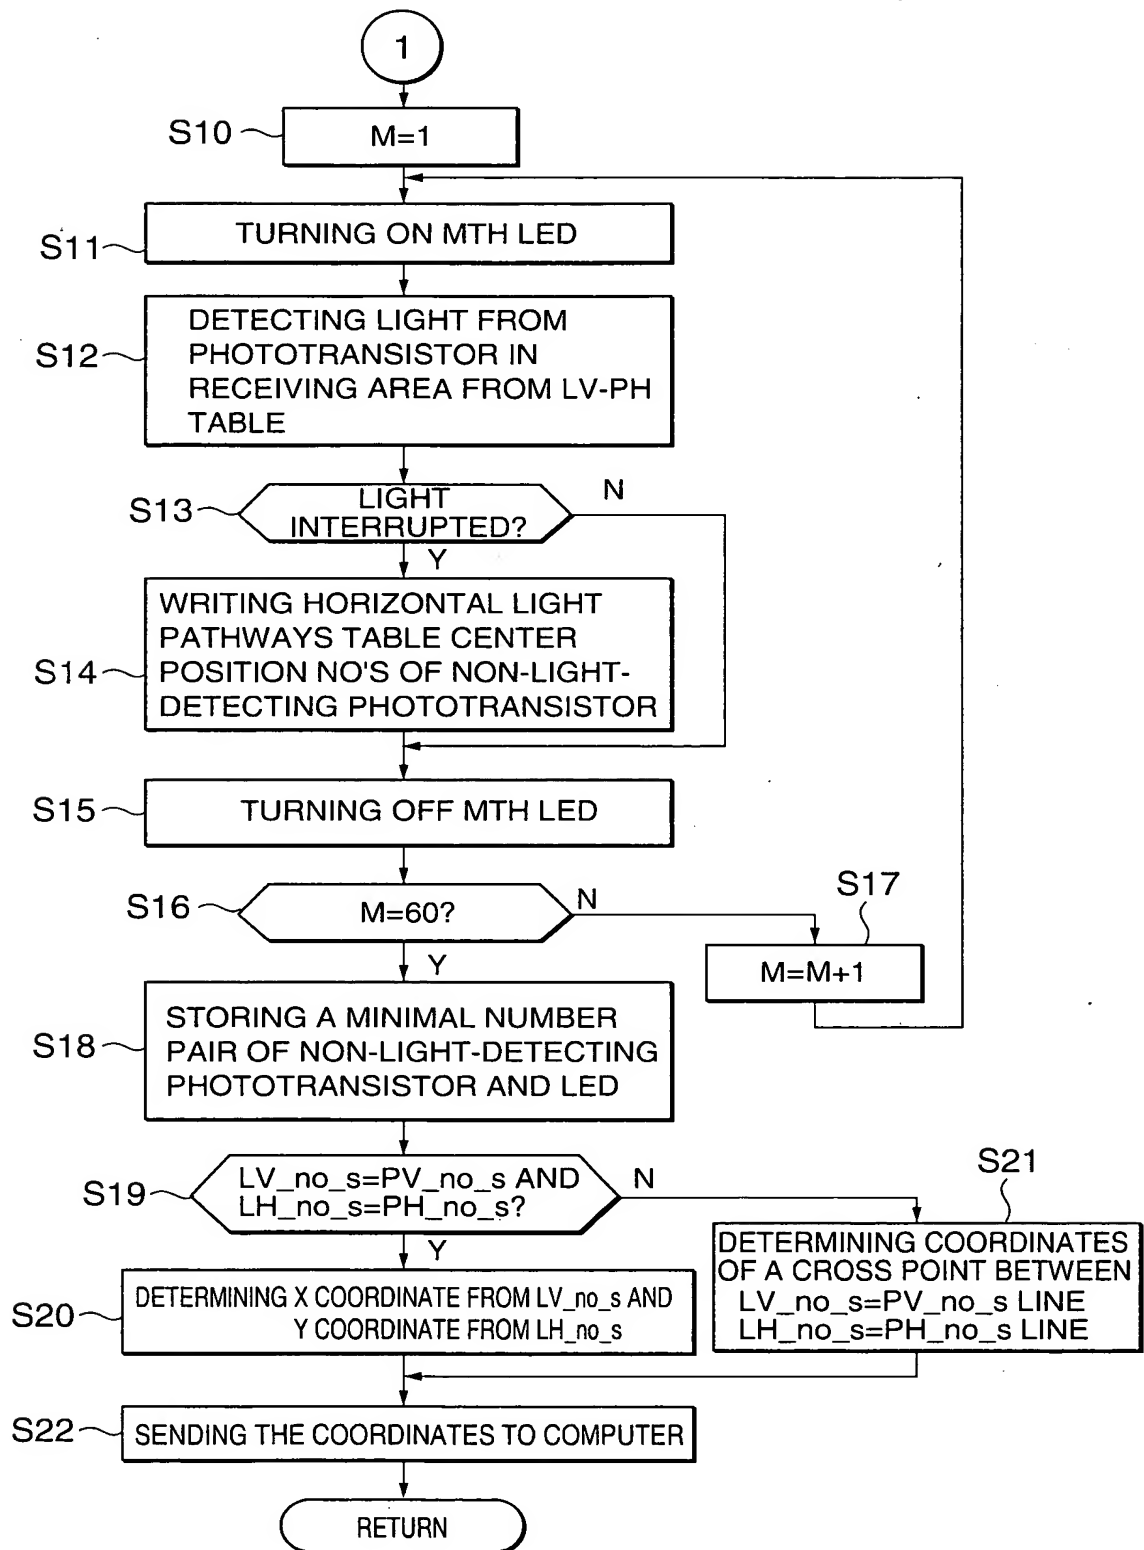 1
S10
M=1
S11
TURNING ON MTH LED
S12
DETECTING LIGHT FROM
PHOTOTRANSISTOR IN
RECEIVING AREA FROM LV-PH
TABLE
S13
LIGHT
INTERRUPTED?
N
Y
S14
WRITING HORIZONTAL LIGHT
PATHWAYS TABLE CENTER
POSITION NO'S OF NON-LIGHT-
DETECTING PHOTOTRANSISTOR
S15
TURNING OFF MTH LED
S16
M=60?
N
S17
M=M+1
Y
S18
STORING A MINIMAL NUMBER
PAIR OF NON-LIGHT-DETECTING
PHOTOTRANSISTOR AND LED
S19
LV_no_s=PV_no_s AND
LH_no_s=PH_no_s?
N
S21
DETERMINING COORDINATES
OF A CROSS POINT BETWEEN
LV_no_s=PV_no_s LINE
LH_no_s=PH_no_s LINE
Y
S20
DETERMINING X COORDINATE FROM LV_no_s AND
Y COORDINATE FROM LH_no_s
S22
SENDING THE COORDINATES TO COMPUTER
RETURN